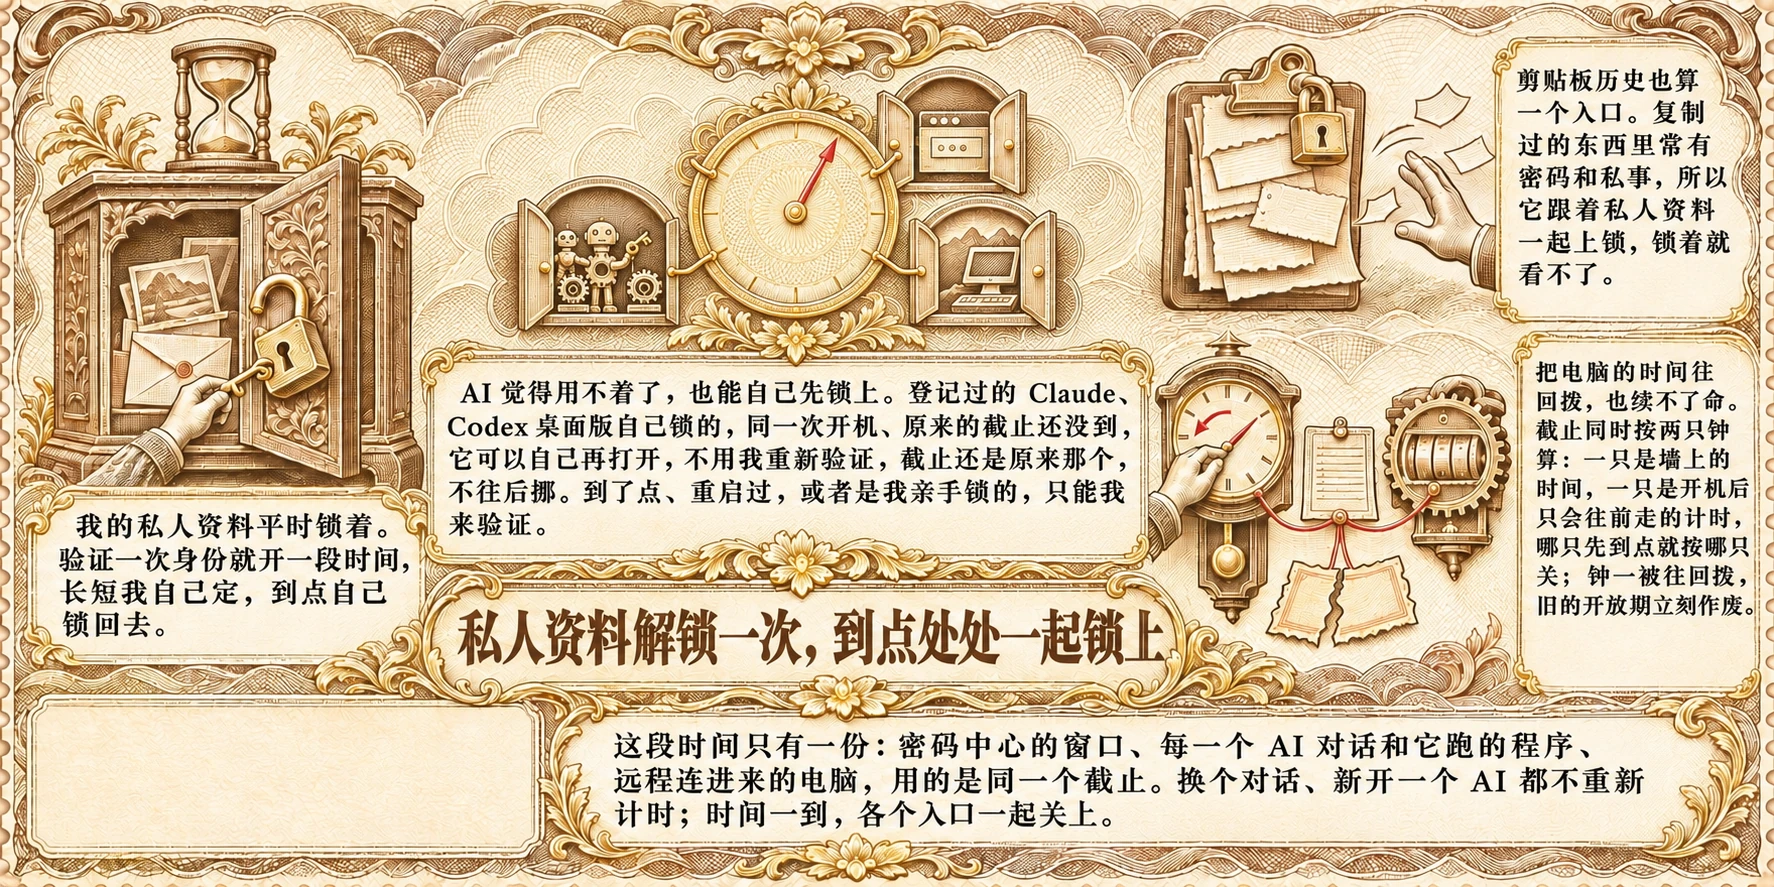 我的私人资料平时锁着。
验证一次身份就开一段时间，
长短我自己定，到点自己
锁回去。
AI 觉得用不着了，也能自己先锁上。登记过的 Claude、
Codex 桌面版自己锁的，同一次开机、原来的截止还没到，
它可以自己再打开，不用我重新验证，截止还是原来那个，
不往后挪。到了点、重启过，或者是我亲手锁的，只能我
来验证。
剪贴板历史也算
一个入口。复制
过的东西里常有
密码和私事，所以
它跟着私人资料
一起上锁，锁着就
看不了。
把电脑的时间往
回拨，也续不了命。
截止同时按两只钟
算：一只是墙上的
时间，一只是开机后
只会往前走的计时，
哪只先到点就按哪只
关；钟一被往回拨，
旧的开放期立刻作废。
私人资料解锁一次，到点处处一起锁上
这段时间只有一份：密码中心的窗口、每一个 AI 对话和它跑的程序、
远程连进来的电脑，用的是同一个截止。换个对话、新开一个 AI 都不重新
计时；时间一到，各个入口一起关上。